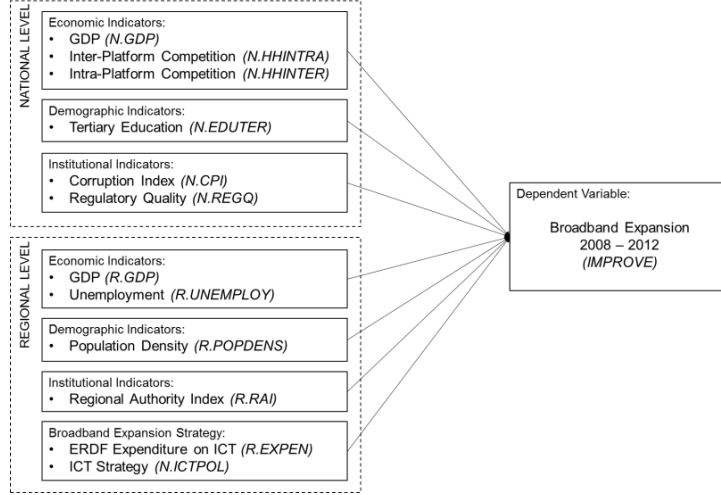 NATIONAL LEVEL
Economic Indicators:
• GDP (N.GDP)
• Inter-Platform Competition (N.HHINTRA)
• Intra-Platform Competition (N.HHINTER)
Demographic Indicators:
• Tertiary Education (N.EDUTER)
Institutional Indicators:
• Corruption Index (N.CPI)
• Regulatory Quality (N.REGQ)
REGIONAL LEVEL
Economic Indicators:
• GDP (R.GDP)
• Unemployment (R.UNEMPLOY)
Demographic Indicators:
• Population Density (R.POPDENS)
Institutional Indicators:
• Regional Authority Index (R.RAI)
Broadband Expansion Strategy:
• ERDF Expenditure on ICT (R.EXPEN)
• ICT Strategy (N.ICTPOL)
Dependent Variable:
Broadband Expansion
2008 – 2012
(IMPROVE)